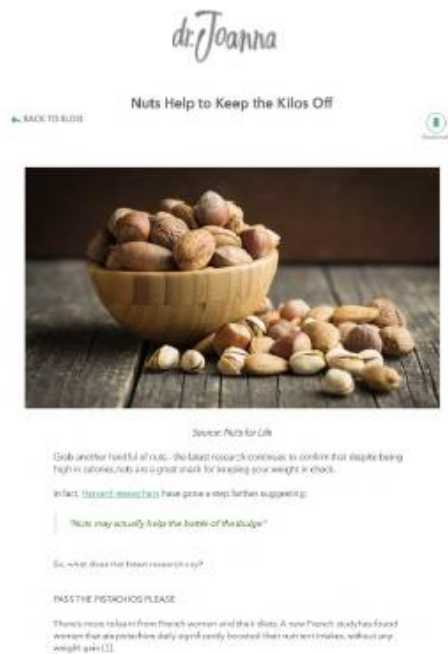 dr. Joanna
Nuts Help to Keep the Kilos Off
BACK TO BLOG
Source: Nuts for Life
Grab another handful of nuts - the latest research continues to confirm that despite being
high in calories, nuts are a great snack for keeping your weight in check.
In fact, Harvard researchers have gone a step further suggesting:
"Nuts may actually help the battle of the bulge"
So, what does the latest research say?
PASS THE PISTACHIOS PLEASE
There's more to learn from French women and their diets. A new French study has found
women that ate pistachios daily significantly boosted their nutrient intakes, without any
weight gain [1].